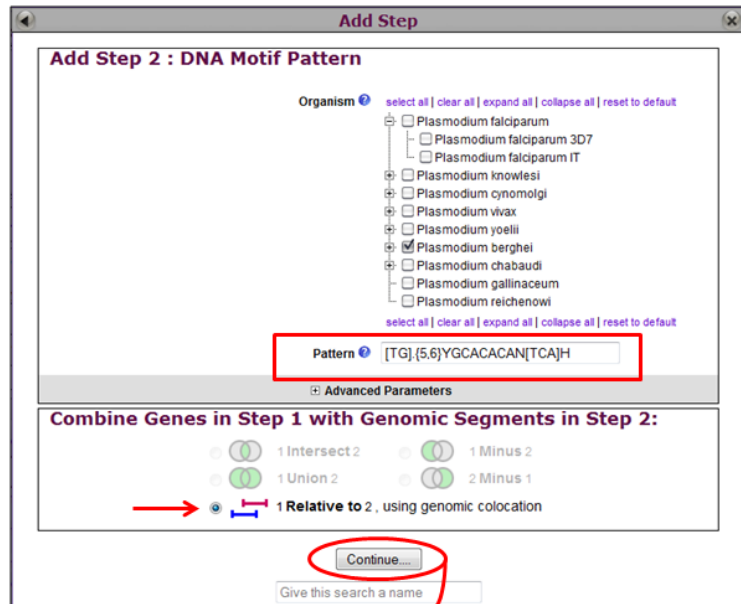 Add Step
Add Step 2 : DNA Motif Pattern
Organism
select all | clear all | expand all | collapse all | reset to default
Plasmodium falciparum
Plasmodium falciparum 3D7
Plasmodium falciparum IT
Plasmodium knowlesi
Plasmodium cynomolgi
Plasmodium vivax
Plasmodium yoelii
Plasmodium berghei
Plasmodium chabaudi
Plasmodium gallinaceum
Plasmodium reichenowi
select all | clear all | expand all | collapse all | reset to default
Pattern [TG].{5,6}YGCACACAN[TCA]H
Advanced Parameters
Combine Genes in Step 1 with Genomic Segments in Step 2:
1 Intersect 2 1 Minus 2
1 Union 2 2 Minus 1
1 Relative to 2 , using genomic colocation
Continue....
Give this search a name